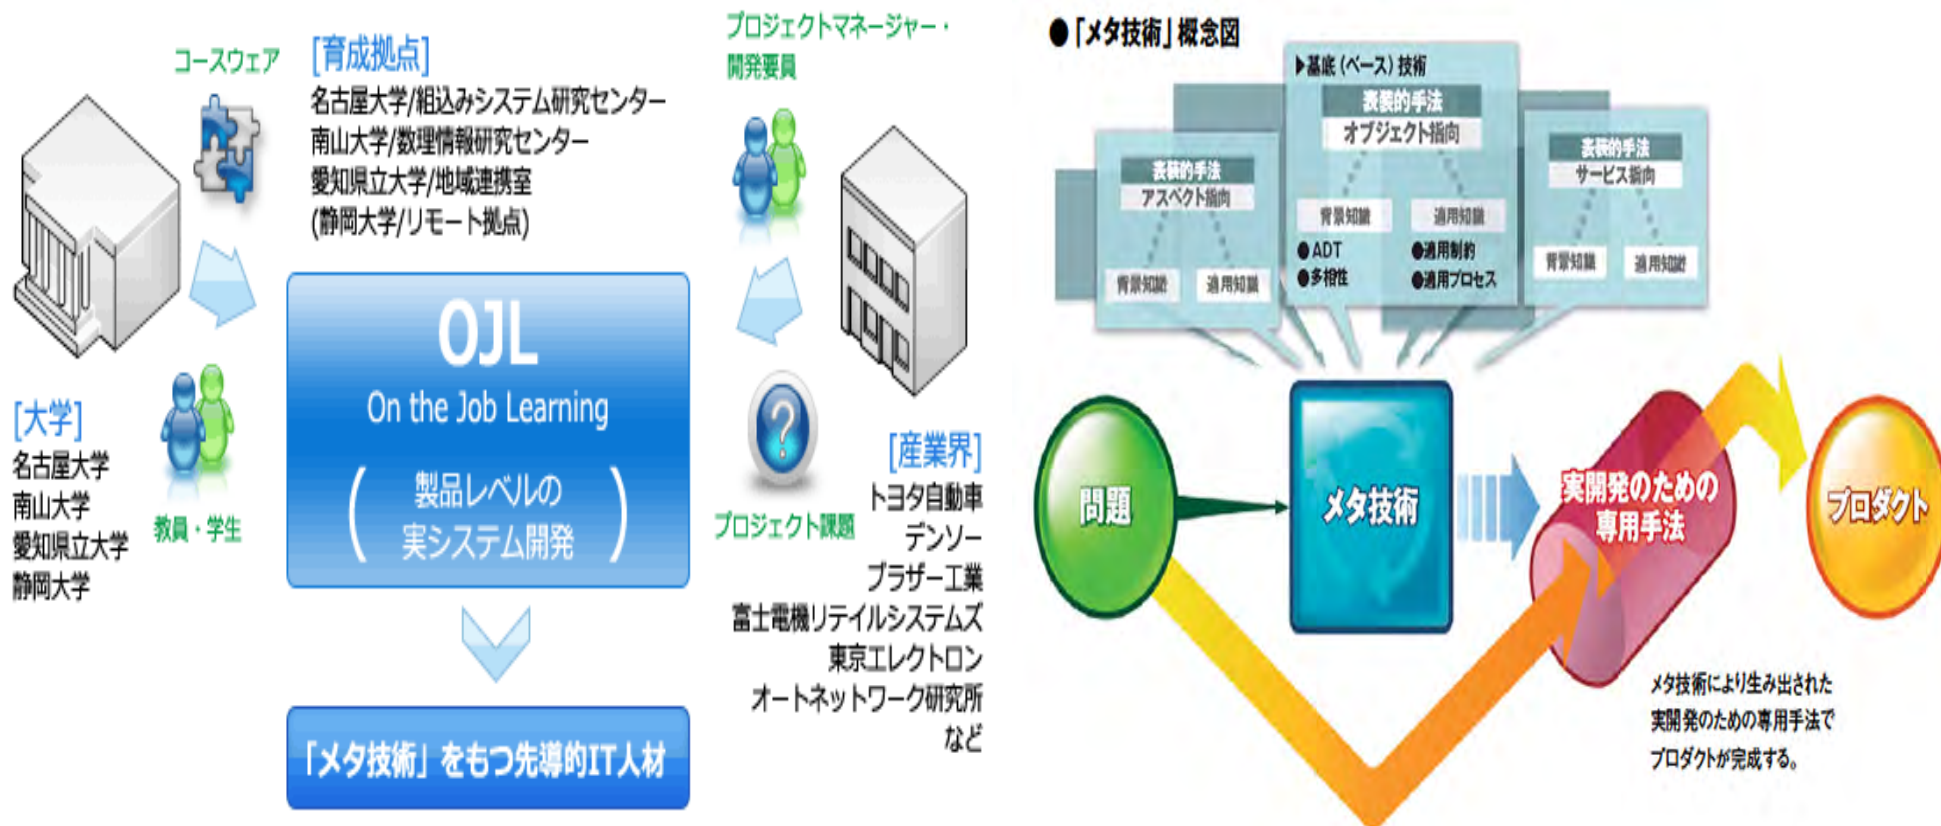 コースウェア
[育成拠点]
名古屋大学/組込みシステム研究センター
南山大学/数理情報研究センター
愛知県立大学/地域連携室
(静岡大学/リモート拠点)
プロジェクトマネージャー・
開発要員
OJL
On the Job Learning
製品レベルの
実システム開発
[大学]
名古屋大学
南山大学
愛知県立大学
静岡大学
教員・学生
プロジェクト課題
[産業界]
トヨタ自動車
デンソー
ブラザー工業
富士電機リテイルシステムズ
東京エレクトロン
オートネットワーク研究所
など
「メタ技術」をもつ先導的IT人材
●「メタ技術」概念図
▶基底(ベース)技術
表装的手法
オブジェクト指向
背景知識
適用知識
●ADT
●多相性
●適用制約
●適用プロセス
表装的手法
アスペクト指向
背景知識
適用知識
表装的手法
サービス指向
背景知識
適用知識
問題
メタ技術
実開発のための
専用手法
プロダクト
メタ技術により生み出された
実開発のための専用手法で
プロダクトが完成する。